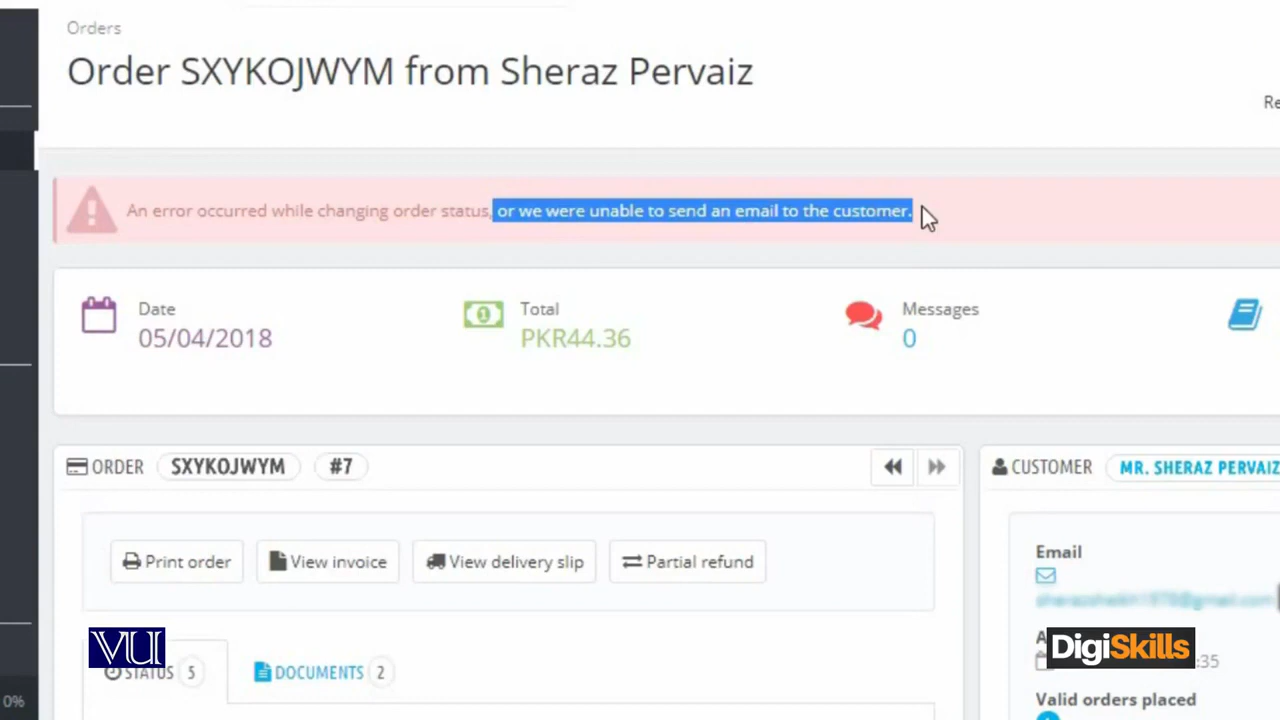 Orders
Order SXYKOJWYM from Sheraz Pervaiz
An error occurred while changing order status, or we were unable to send an email to the customer.
Date
05/04/2018
Total
PKR44.36
Messages
0
ORDER SXYKOJWYM #7
CUSTOMER MR. SHERAZ PERVAIZ
Print order
View invoice
View delivery slip
Partial refund
Email
VU
DigiSkills
STATUS 5
DOCUMENTS 2
:35
Valid orders placed
0%